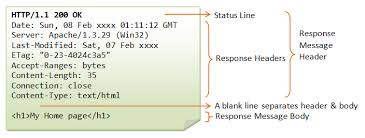 HTTP/1.1 200 OK
Date: Sun, 08 Feb xxxx 01:11:12 GMT
Server: Apache/1.3.29 (Win32)
Last-Modified: Sat, 07 Feb xxxx
ETag: "0-23-4024c3a5"
Accept-Ranges: bytes
Content-Length: 35
Connection: close
Content-Type: text/html
<h1>My Home page</h1>
Status Line
Response Headers
Response
Message
Header
A blank line separates header & body
Response Message Body